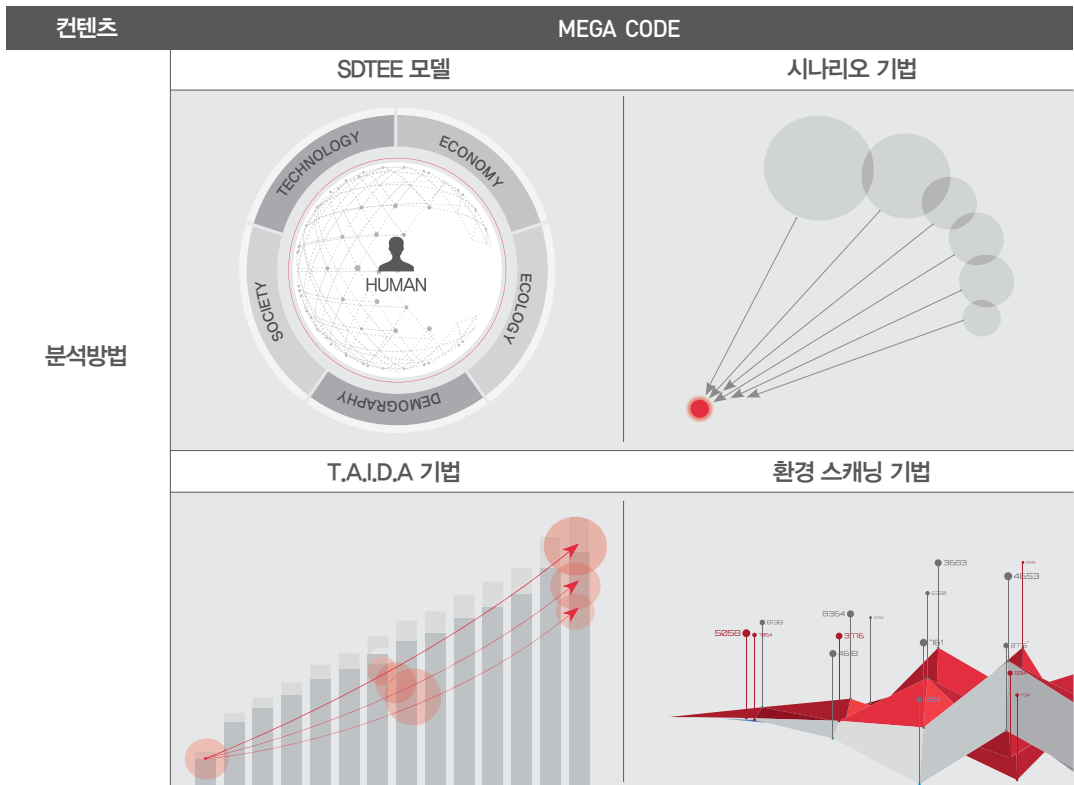 컨텐츠
MEGA CODE
SDTEE 모델
시나리오 기법
분석방법
TECHNOLOGY
ECONOMY
SOCIETY
HUMAN
ECOLOGY
DEMOGRAPHY
T.A.I.D.A 기법
환경 스캐닝 기법
3683
4653
8364
5058
8136
3776
4618